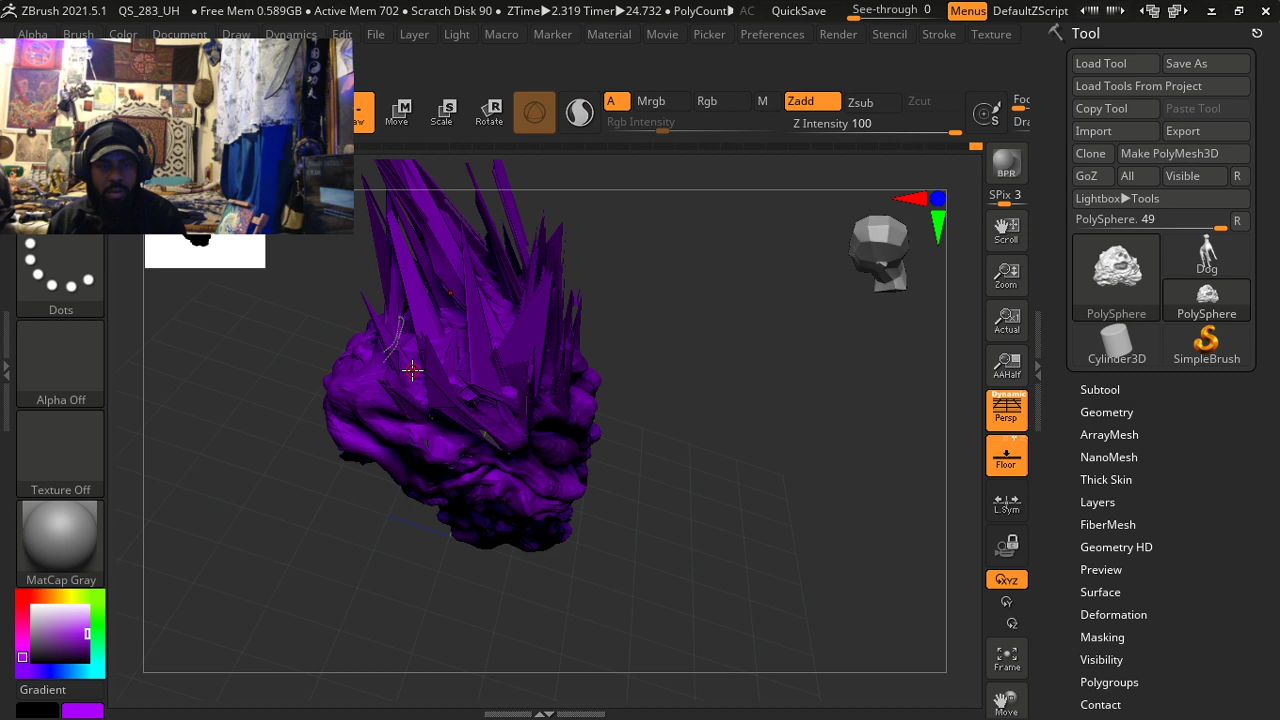 ZBrush 2021.5.1 QS_283_UH • Free Mem 0.589GB • Active Mem 702 • Scratch Disk 90 • ZTime▶2.319 Timer▶24.732 • PolyCount▶ AC QuickSave See-through 0 Menus DefaultZScript
Alpha Brush Color Document Draw Dynamics Edit File Layer Light Macro Marker Material Movie Picker Preferences Render Stencil Stroke Texture
Tool
Load Tool Save As
Load Tools From Project
Copy Tool Paste Tool
Import Export
Clone Make PolyMesh3D
GoZ All Visible R
Lightbox▶Tools
PolySphere. 49 R
PolySphere
Dog
PolySphere
Cylinder3D
SimpleBrush
Subtool
Geometry
ArrayMesh
NanoMesh
Thick Skin
Layers
FiberMesh
Geometry HD
Preview
Surface
Deformation
Masking
Visibility
Polygroups
Contact
Move Scale Rotate
A Mrgb Rgb M
Rgb Intensity
Zadd Zsub Zcut
Z Intensity 100
Foc
Dra
BPR
SPix 3
Scroll
Zoom
Actual
AAHalf
Dynamic
Persp
Floor
L.Sym
XYZ
Frame
Move
Dots
Alpha Off
Texture Off
MatCap Gray
Gradient